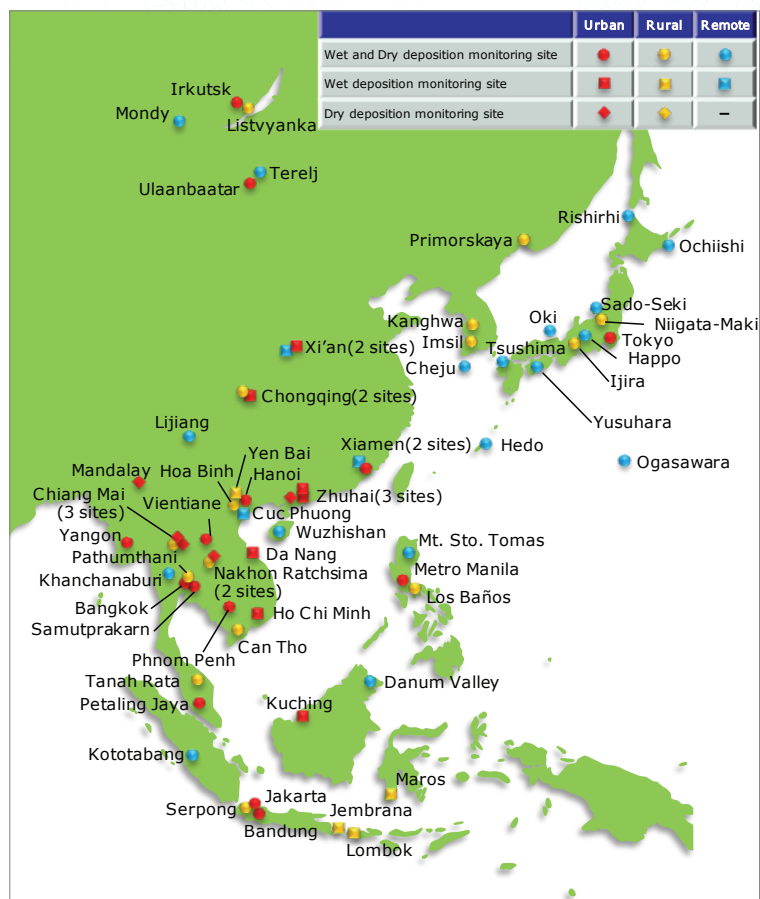 Urban Rural Remote
Wet and Dry deposition monitoring site
Wet deposition monitoring site
Dry deposition monitoring site –
Irkutsk
Mondy
Listvyanka
Terelj
Ulaanbaatar
Rishirhi
Primorskaya
Ochiishi
Sado-Seki
Kanghwa
Oki
Niigata-Maki
Imsil
Tokyo
Xi’an(2 sites)
Tsushima
Happo
Cheju
Ijira
Chongqing(2 sites)
Yusuhara
Lijiang
Xiamen(2 sites)
Hedo
Yen Bai
Ogasawara
Mandalay
Hoa Binh
Hanoi
Chiang Mai
(3 sites)
Vientiane
Zhuhai(3 sites)
Cuc Phuong
Yangon
Wuzhishan
Mt. Sto. Tomas
Pathumthani
Da Nang
Khanchanaburi
Nakhon Ratchsima
(2 sites)
Metro Manila
Bangkok
Los Baños
Samutprakarn
Ho Chi Minh
Can Tho
Phnom Penh
Tanah Rata
Danum Valley
Petaling Jaya
Kuching
Kototabang
Maros
Jakarta
Serpong
Jembrana
Bandung
Lombok